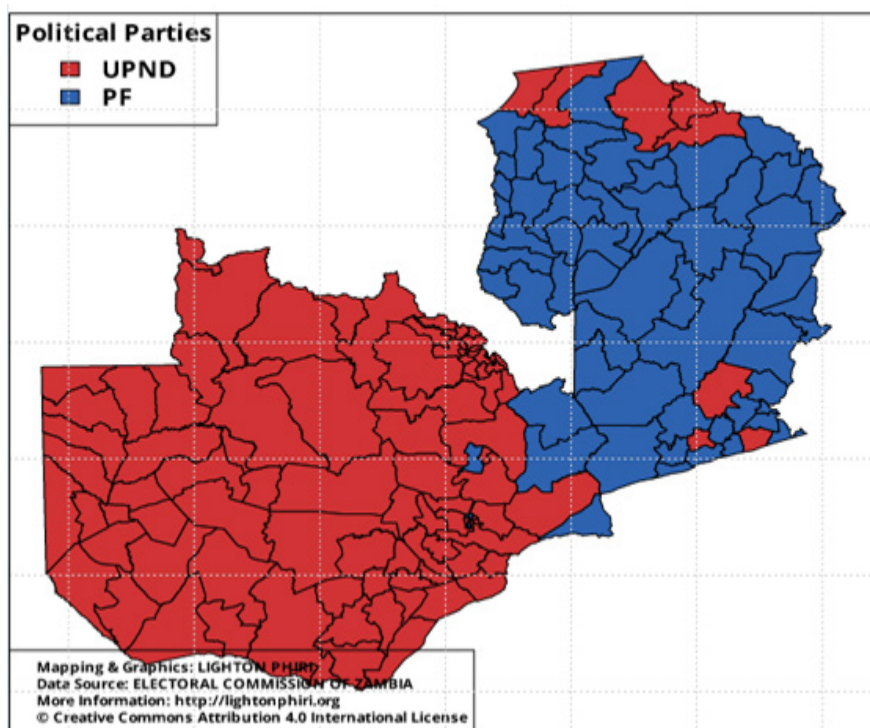 Political Parties
UPND
PF
Mapping & Graphics: LIGHTON PHIRI
Data Source: ELECTORAL COMMISSION OF ZAMBIA
More Information: http://lightonphiri.org
© Creative Commons Attribution 4.0 International License